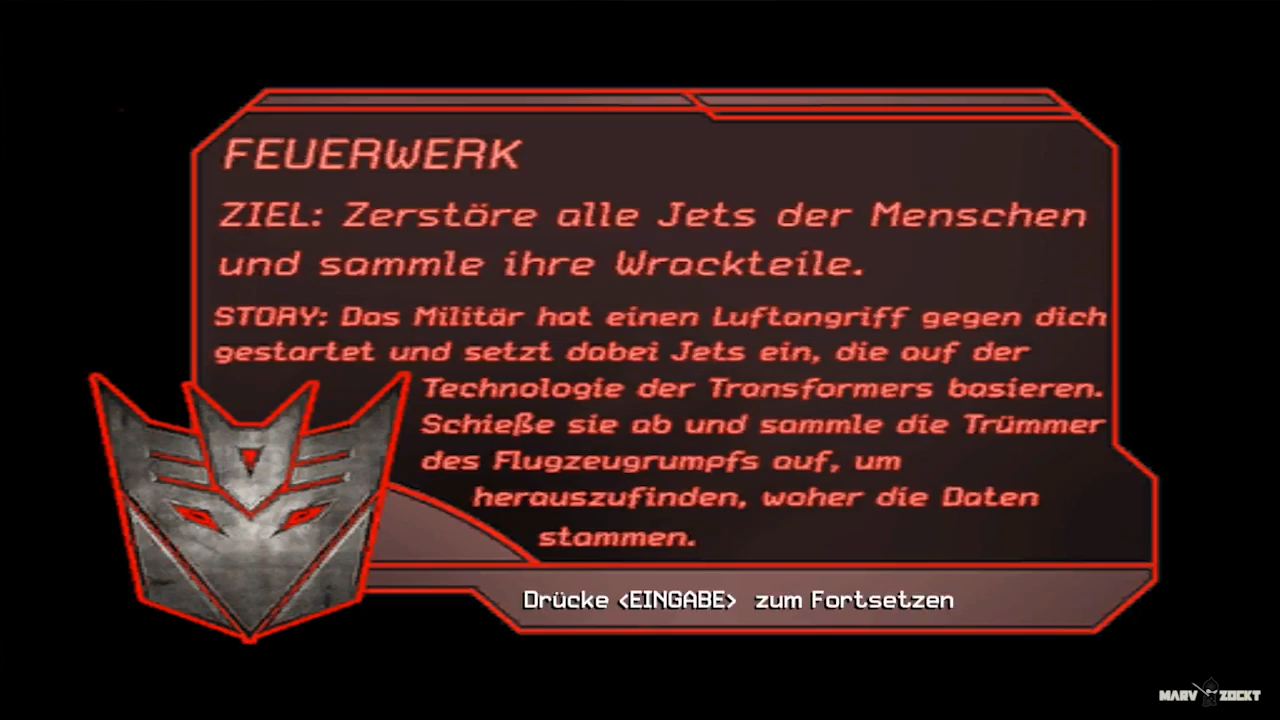 FEUERWERK
ZIEL: Zerstöre alle Jets der Menschen
und sammle ihre Wrackteile.
STORY: Das Militär hat einen Luftangriff gegen dich
gestartet und setzt dabei Jets ein, die auf der
Technologie der Transformers basieren.
Schieße sie ab und sammle die Trümmer
des Flugzeugrumpfs auf, um
herauszufinden, woher die Daten
stammen.
Drücke <EINGABE> zum Fortsetzen
MARV ZOCKT